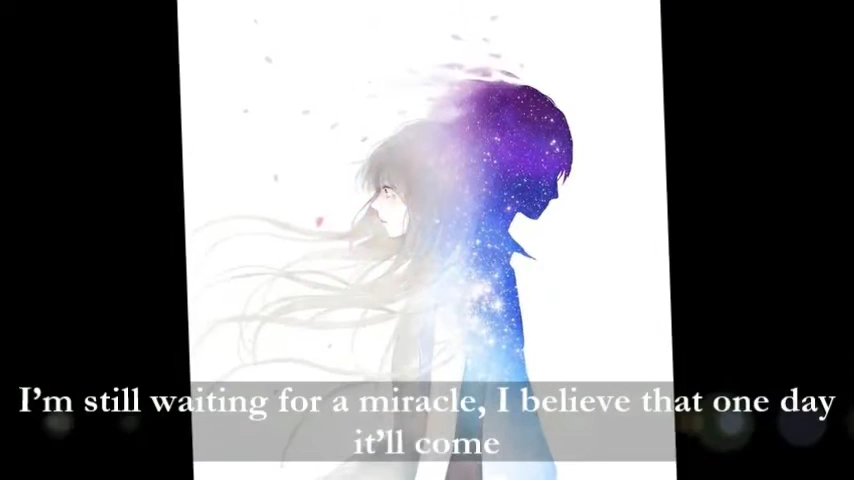 I'm still waiting for a miracle, I believe that one day
it'll come